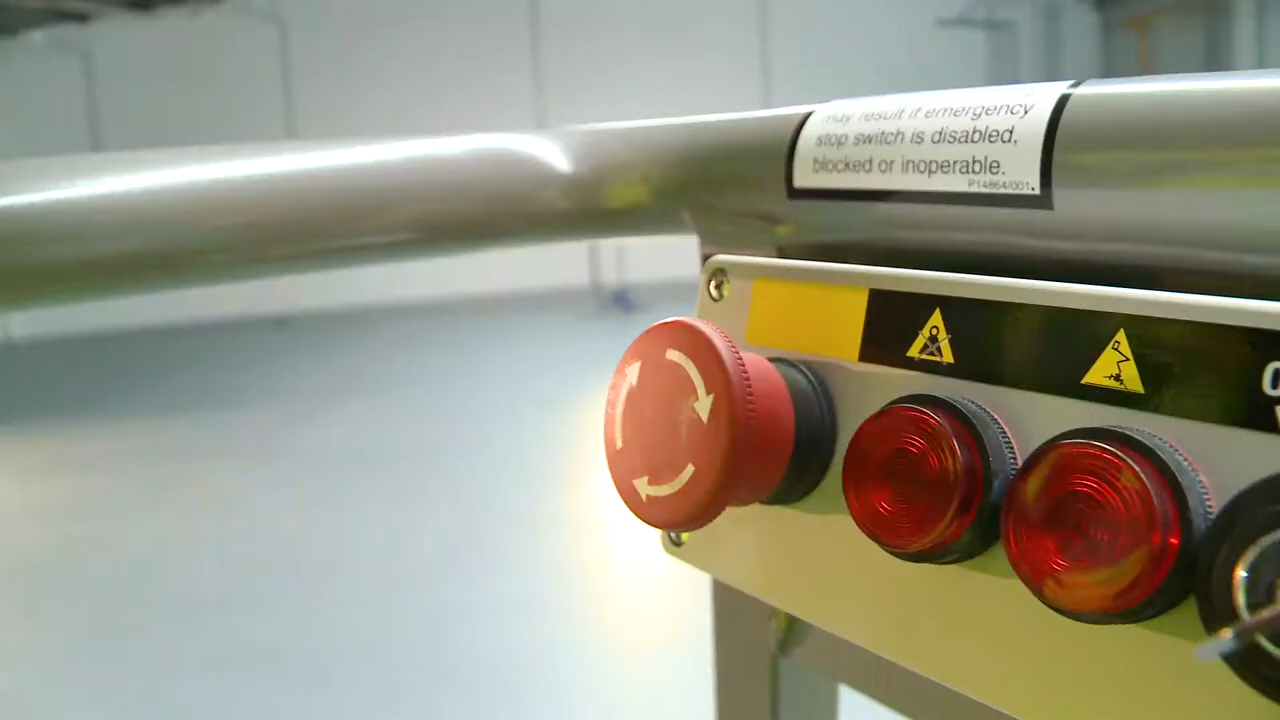 may result if emergency
stop switch is disabled,
blocked or inoperable.
P14864/001.